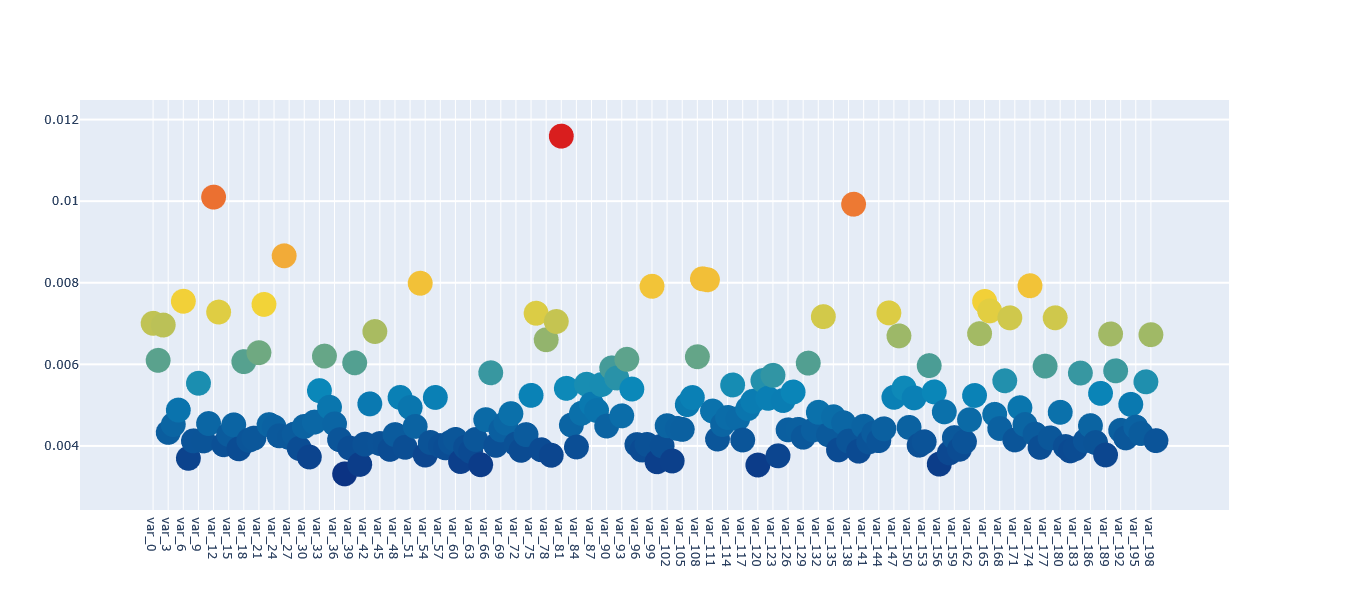 0.012
0.01
0.008
0.006
0.004
var_0
var_3
var_6
var_9
var_12
var_15
var_18
var_21
var_24
var_27
var_30
var_33
var_36
var_39
var_42
var_45
var_48
var_51
var_54
var_57
var_60
var_63
var_66
var_69
var_72
var_75
var_78
var_81
var_84
var_87
var_90
var_93
var_96
var_99
var_102
var_105
var_108
var_111
var_114
var_117
var_120
var_123
var_126
var_129
var_132
var_135
var_138
var_141
var_144
var_147
var_150
var_153
var_156
var_159
var_162
var_165
var_168
var_171
var_174
var_177
var_180
var_183
var_186
var_189
var_192
var_195
var_198